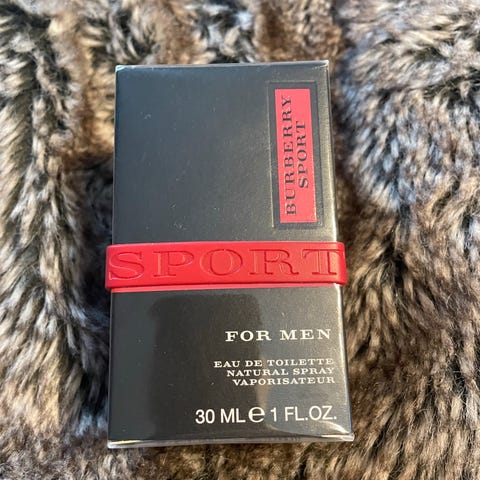 BURBERRY
SPORT
SPORT
FOR MEN
EAU DE TOILETTE
NATURAL SPRAY
VAPORISATEUR
30 ML ℮ 1 FL.OZ.